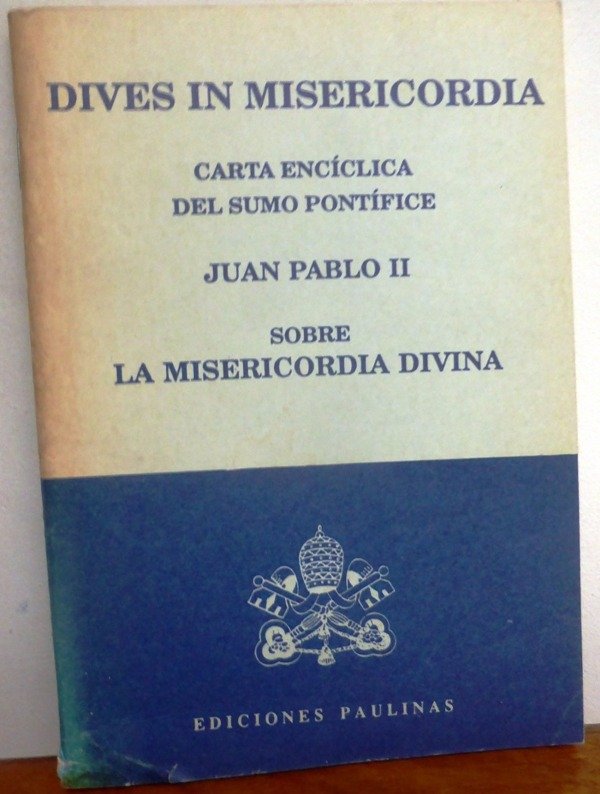 DIVES IN MISERICORDIA
CARTA ENCÍCLICA
DEL SUMO PONTÍFICE
JUAN PABLO II
SOBRE
LA MISERICORDIA DIVINA
EDICIONES PAULINAS